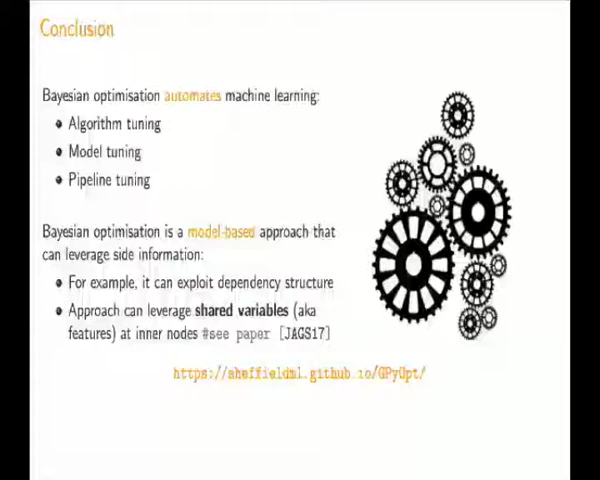 Conclusion
Bayesian optimisation automates machine learning:
Algorithm tuning
Model tuning
Pipeline tuning
Bayesian optimisation is a model-based approach that
can leverage side information:
For example, it can exploit dependency structure
Approach can leverage shared variables (aka
features) at inner nodes #see paper [JAGS17]
https://sheffieldml.github.io/GPyOpt/